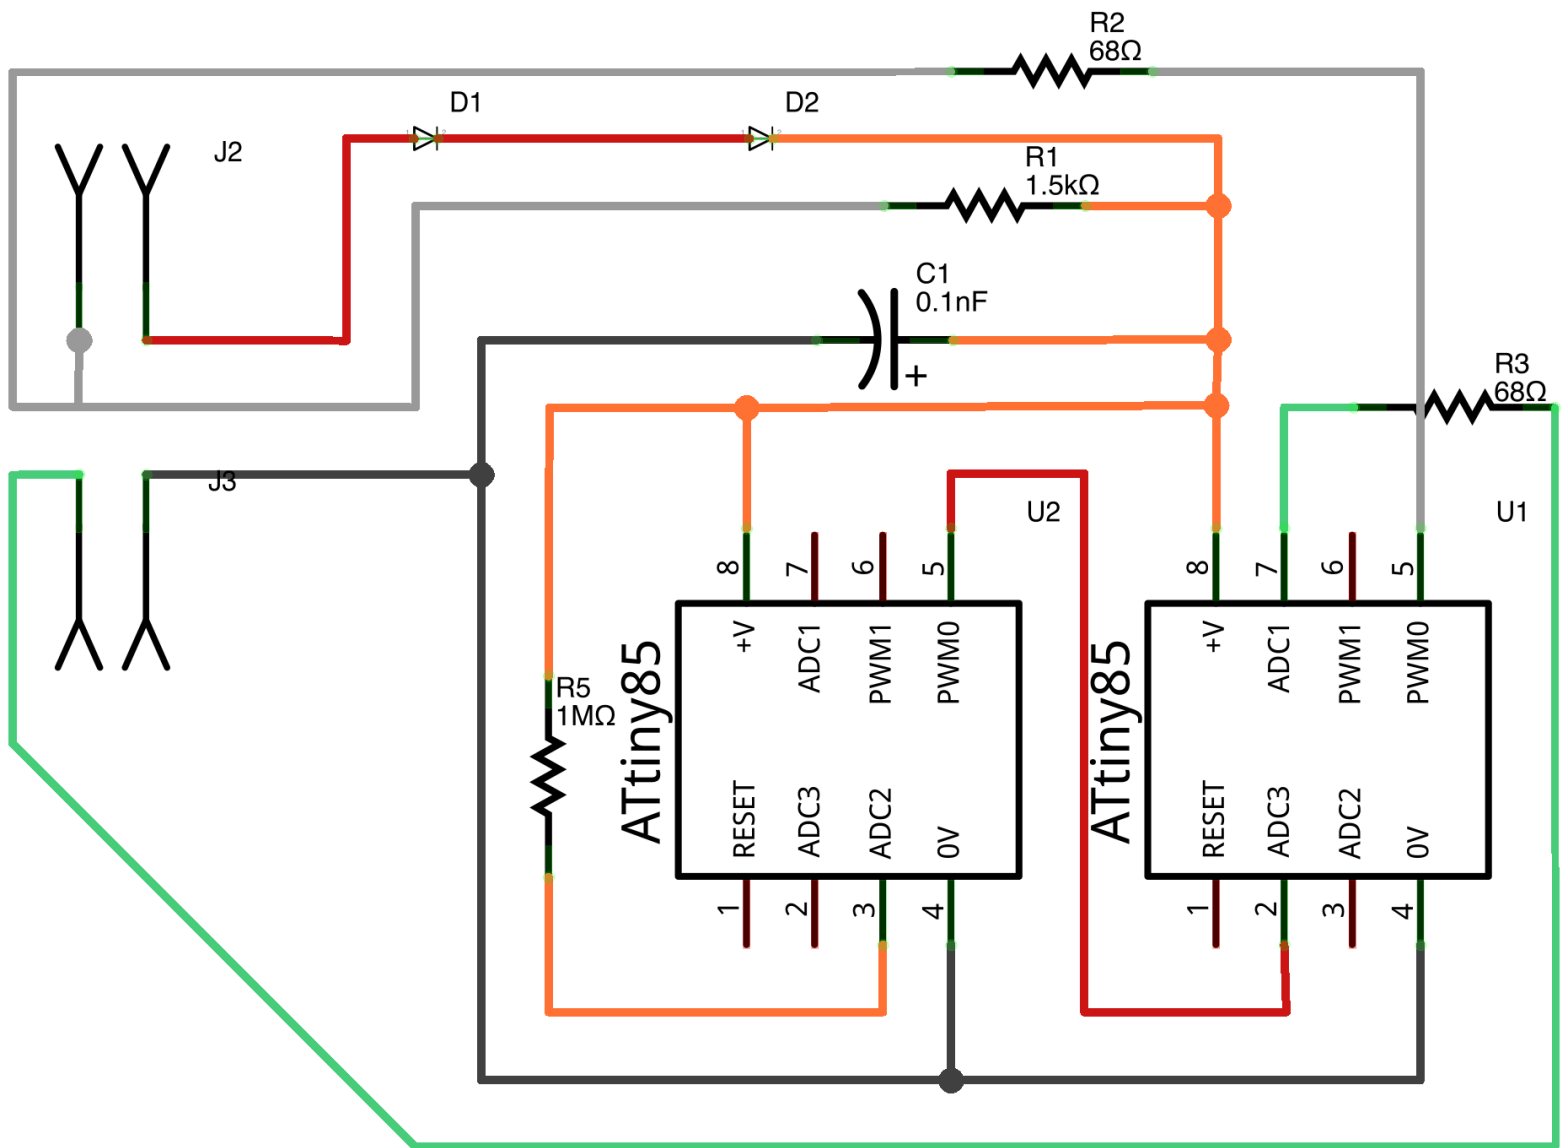 R2
68Ω
D1
D2
J2
R1
1.5kΩ
C1
0.1nF
+
R3
68Ω
J3
U2
U1
8
7
6
5
8
7
6
5
+V
ADC1
PWM1
PWM0
+V
ADC1
PWM1
PWM0
R5
1MΩ
ATtiny85
ATtiny85
RESET
ADC3
ADC2
0V
RESET
ADC3
ADC2
0V
1
2
3
4
1
2
3
4